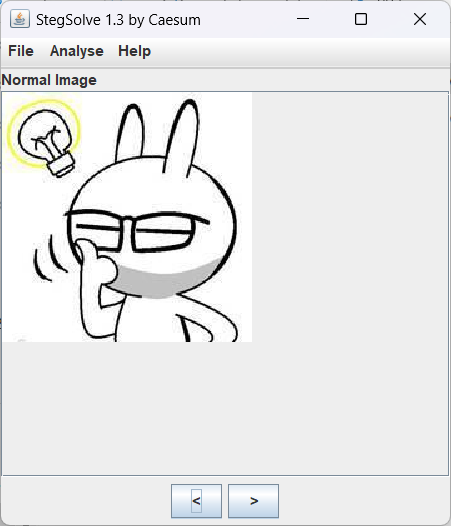 StegSolve 1.3 by Caesum
File Analyse Help
Normal Image
< >